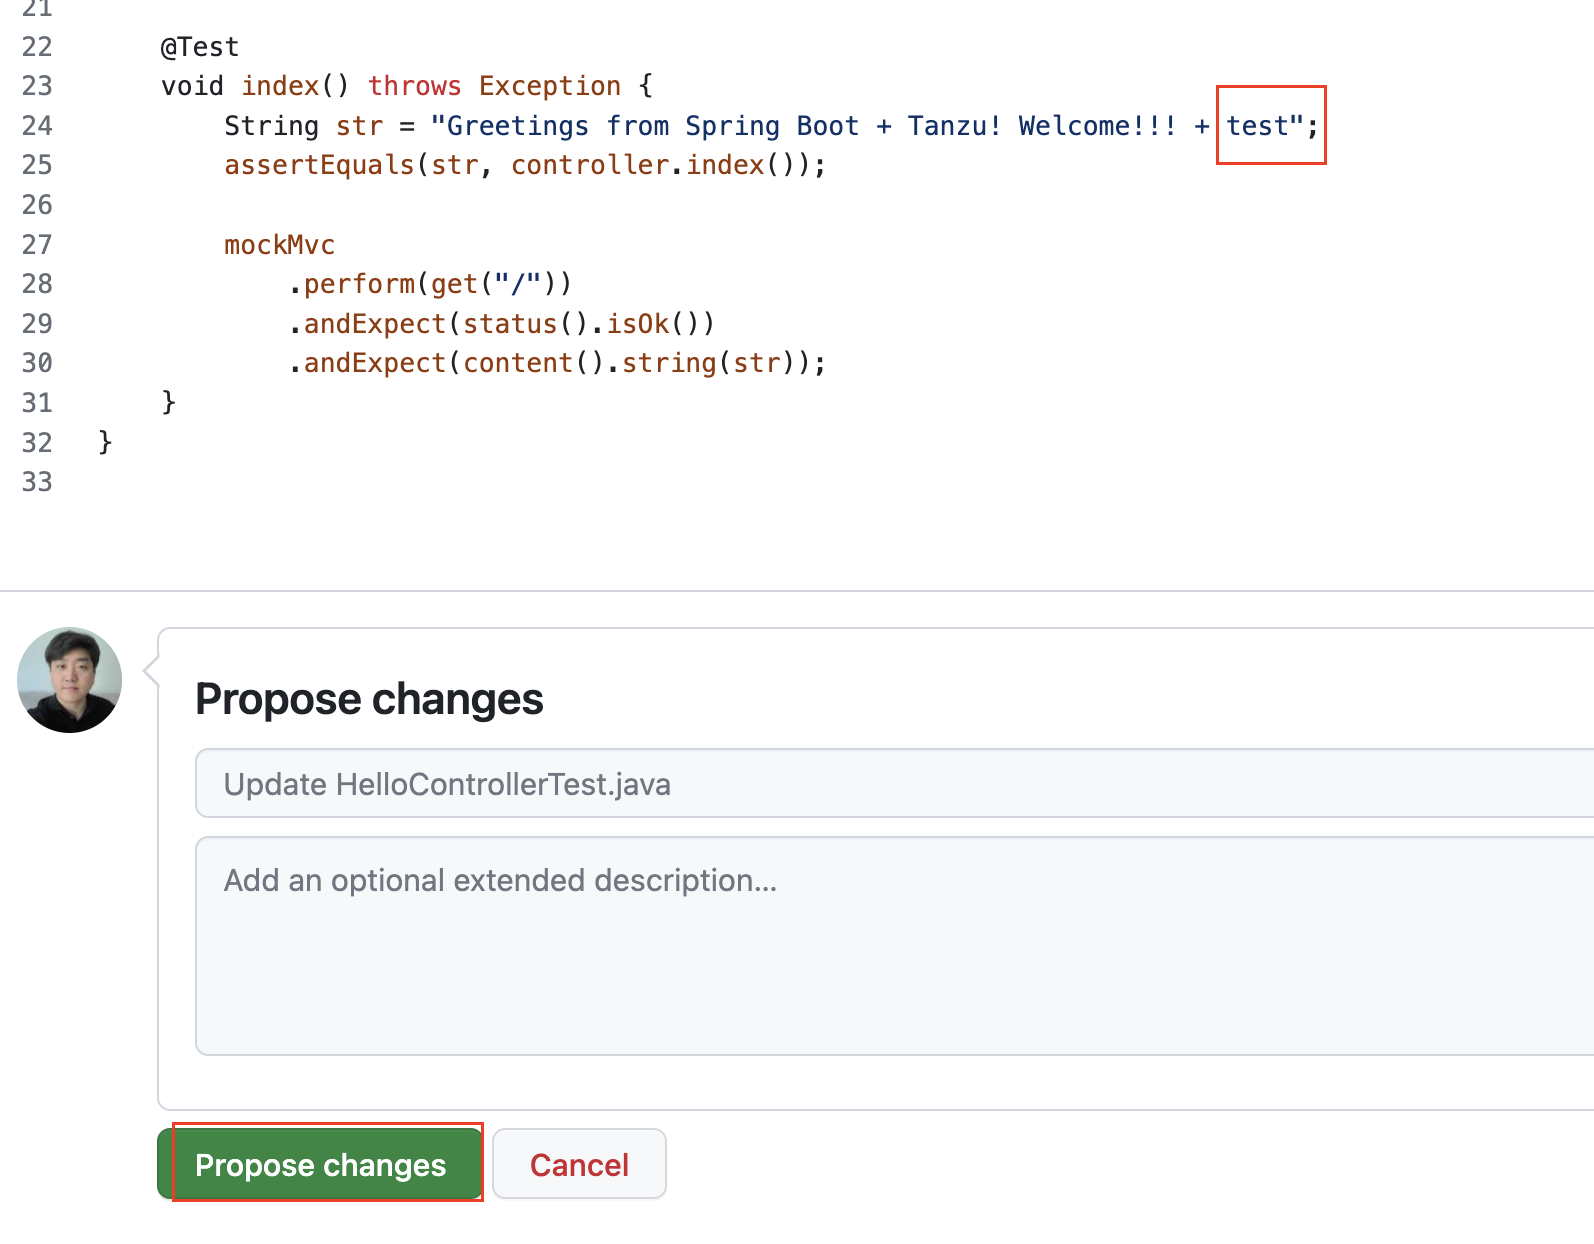 21
22 @Test
23 void index() throws Exception {
24 String str = "Greetings from Spring Boot + Tanzu! Welcome!!! + test";
25 assertEquals(str, controller.index());
26
27 mockMvc
28 .perform(get("/"))
29 .andExpect(status().isOk())
30 .andExpect(content().string(str));
31 }
32 }
33
Propose changes
Update HelloControllerTest.java
Add an optional extended description...
Propose changes Cancel